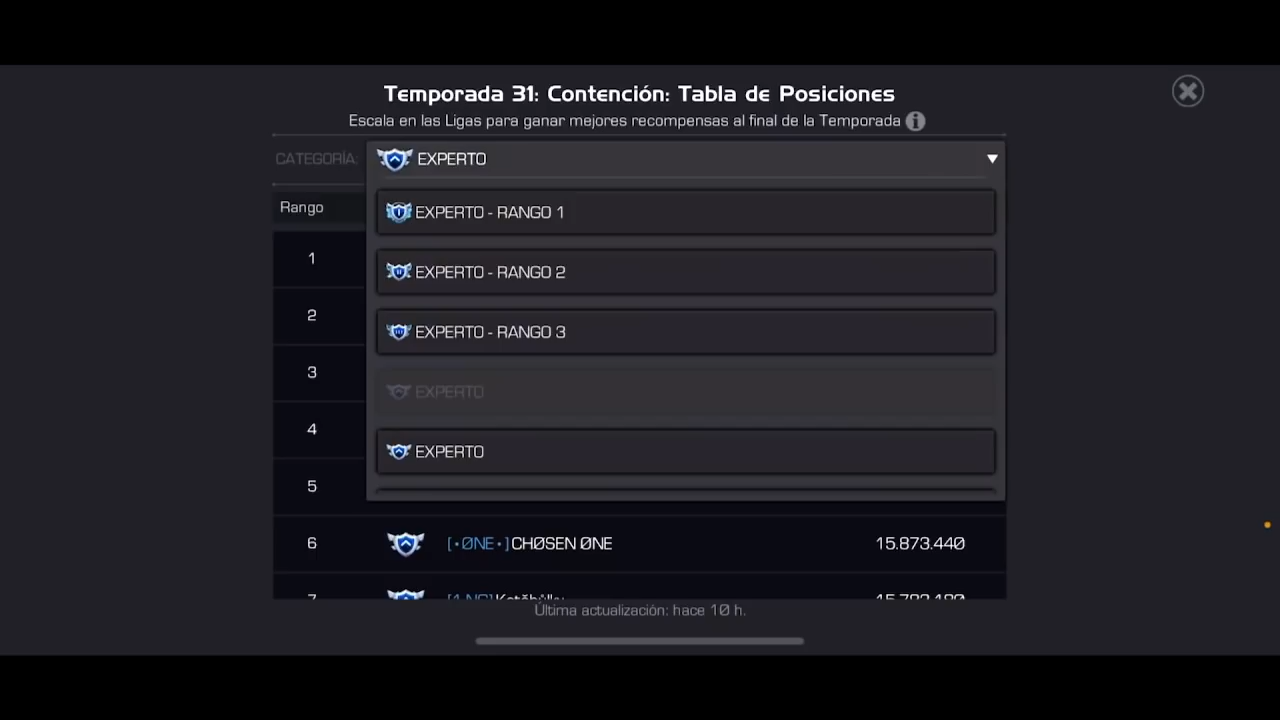 Temporada 31: Contención: Tabla de Posiciones
Escala en las Ligas para ganar mejores recompensas al final de la Temporada
CATEGORÍA: EXPERTO
Rango
EXPERTO - RANGO 1
1
EXPERTO - RANGO 2
2
EXPERTO - RANGO 3
3
EXPERTO
4
EXPERTO
5
6 [•ØNE•]CHØSEN ØNE 15.873.440
Última actualización: hace 10 h.